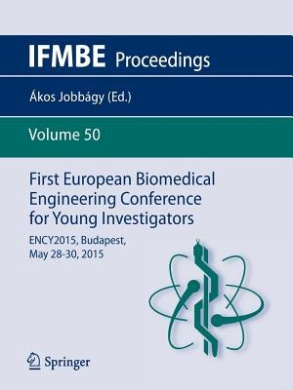 IFMBE Proceedings
Ákos Jobbágy (Ed.)
Volume 50
First European Biomedical
Engineering Conference
for Young Investigators
ENCY2015, Budapest,
May 28-30, 2015
Springer